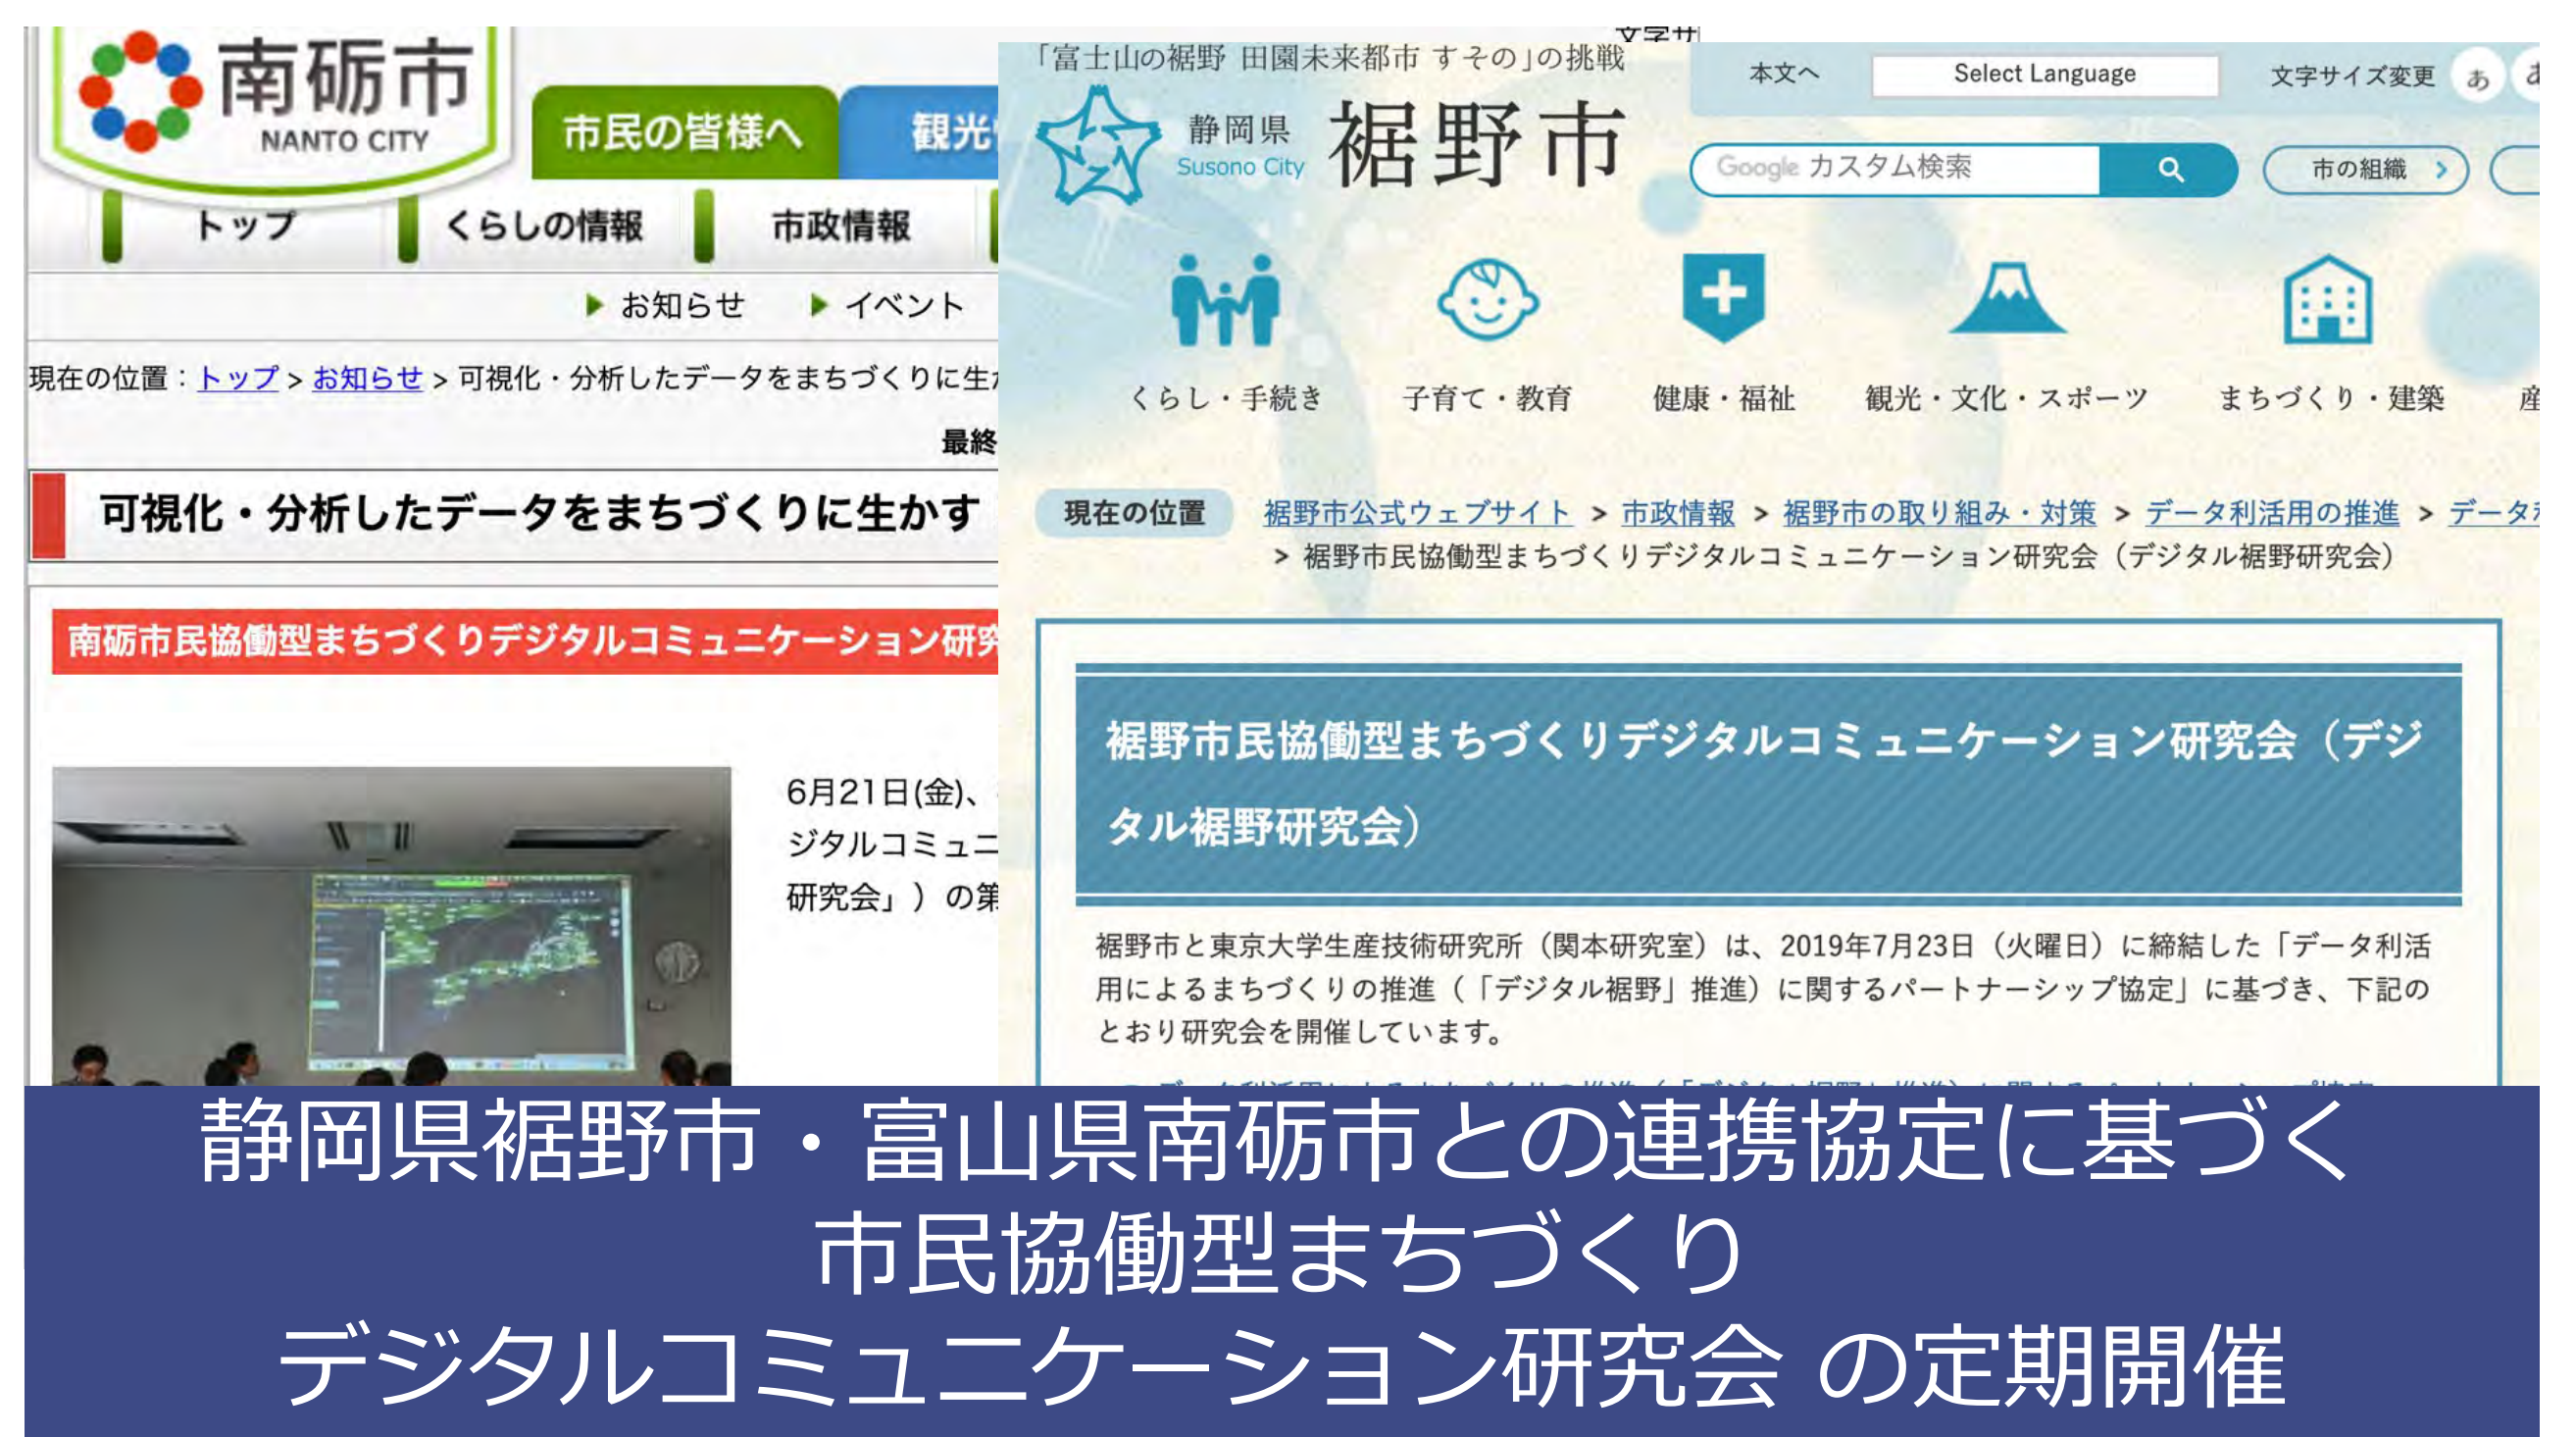 南砺市
NANTO CITY
市民の皆様へ
観光
トップ
くらしの情報
市政情報
お知らせ
イベント
現在の位置：トップ > お知らせ > 可視化・分析したデータをまちづくりに生か
最終
可視化・分析したデータをまちづくりに生かす
南砺市民協働型まちづくりデジタルコミュニケーション研究
6月21日(金)、
ジタルコミュニ
研究会」）の第
文字サ
「富士山の裾野 田園未来都市 すその」の挑戦
静岡県
Susono City
裾野市
本文へ
Select Language
文字サイズ変更
あ
あ
Google カスタム検索
市の組織
くらし・手続き
子育て・教育
健康・福祉
観光・文化・スポーツ
まちづくり・建築
産
現在の位置
裾野市公式ウェブサイト > 市政情報 > 裾野市の取り組み・対策 > データ利活用の推進 > データ利
> 裾野市民協働型まちづくりデジタルコミュニケーション研究会（デジタル裾野研究会）
裾野市民協働型まちづくりデジタルコミュニケーション研究会（デジ
タル裾野研究会）
裾野市と東京大学生産技術研究所（関本研究室）は、2019年7月23日（火曜日）に締結した「データ利活
用によるまちづくりの推進（「デジタル裾野」推進）に関するパートナーシップ協定」に基づき、下記の
とおり研究会を開催しています。
静岡県裾野市・富山県南砺市との連携協定に基づく
市民協働型まちづくり
デジタルコミュニケーション研究会 の定期開催